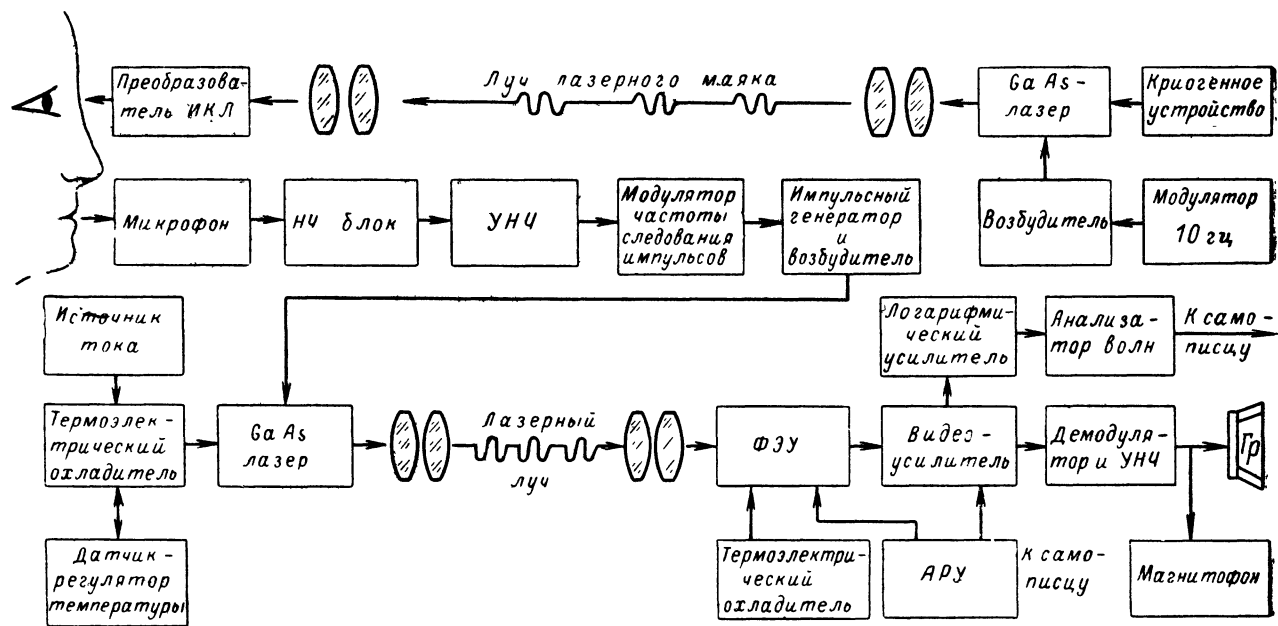 Преобразова-
тель ИКЛ
Луч лазерного маяка
Ga As-
лазер
Криогенное
устройство
Микрофон
НЧ блок
УНЧ
Модулятор
частоты
следования
импульсов
Импульсный
генератор
и
возбудитель
Возбудитель
Модулятор
10 гц
Источник
тока
Логарифми-
ческий
усилитель
Анализа-
тор волн
К само-
писцу
Термоэлек-
трический
охладитель
Ga As
лазер
Лазерный
луч
ФЭУ
Видео-
усилитель
Демодуля-
тор и УНЧ
Гр
Датчик-
регулятор
температуры
Термоэлектри-
ческий
охладитель
АРУ
К само-
писцу
Магнитофон